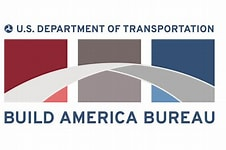 U.S. DEPARTMENT OF TRANSPORTATION
BUILD AMERICA BUREAU